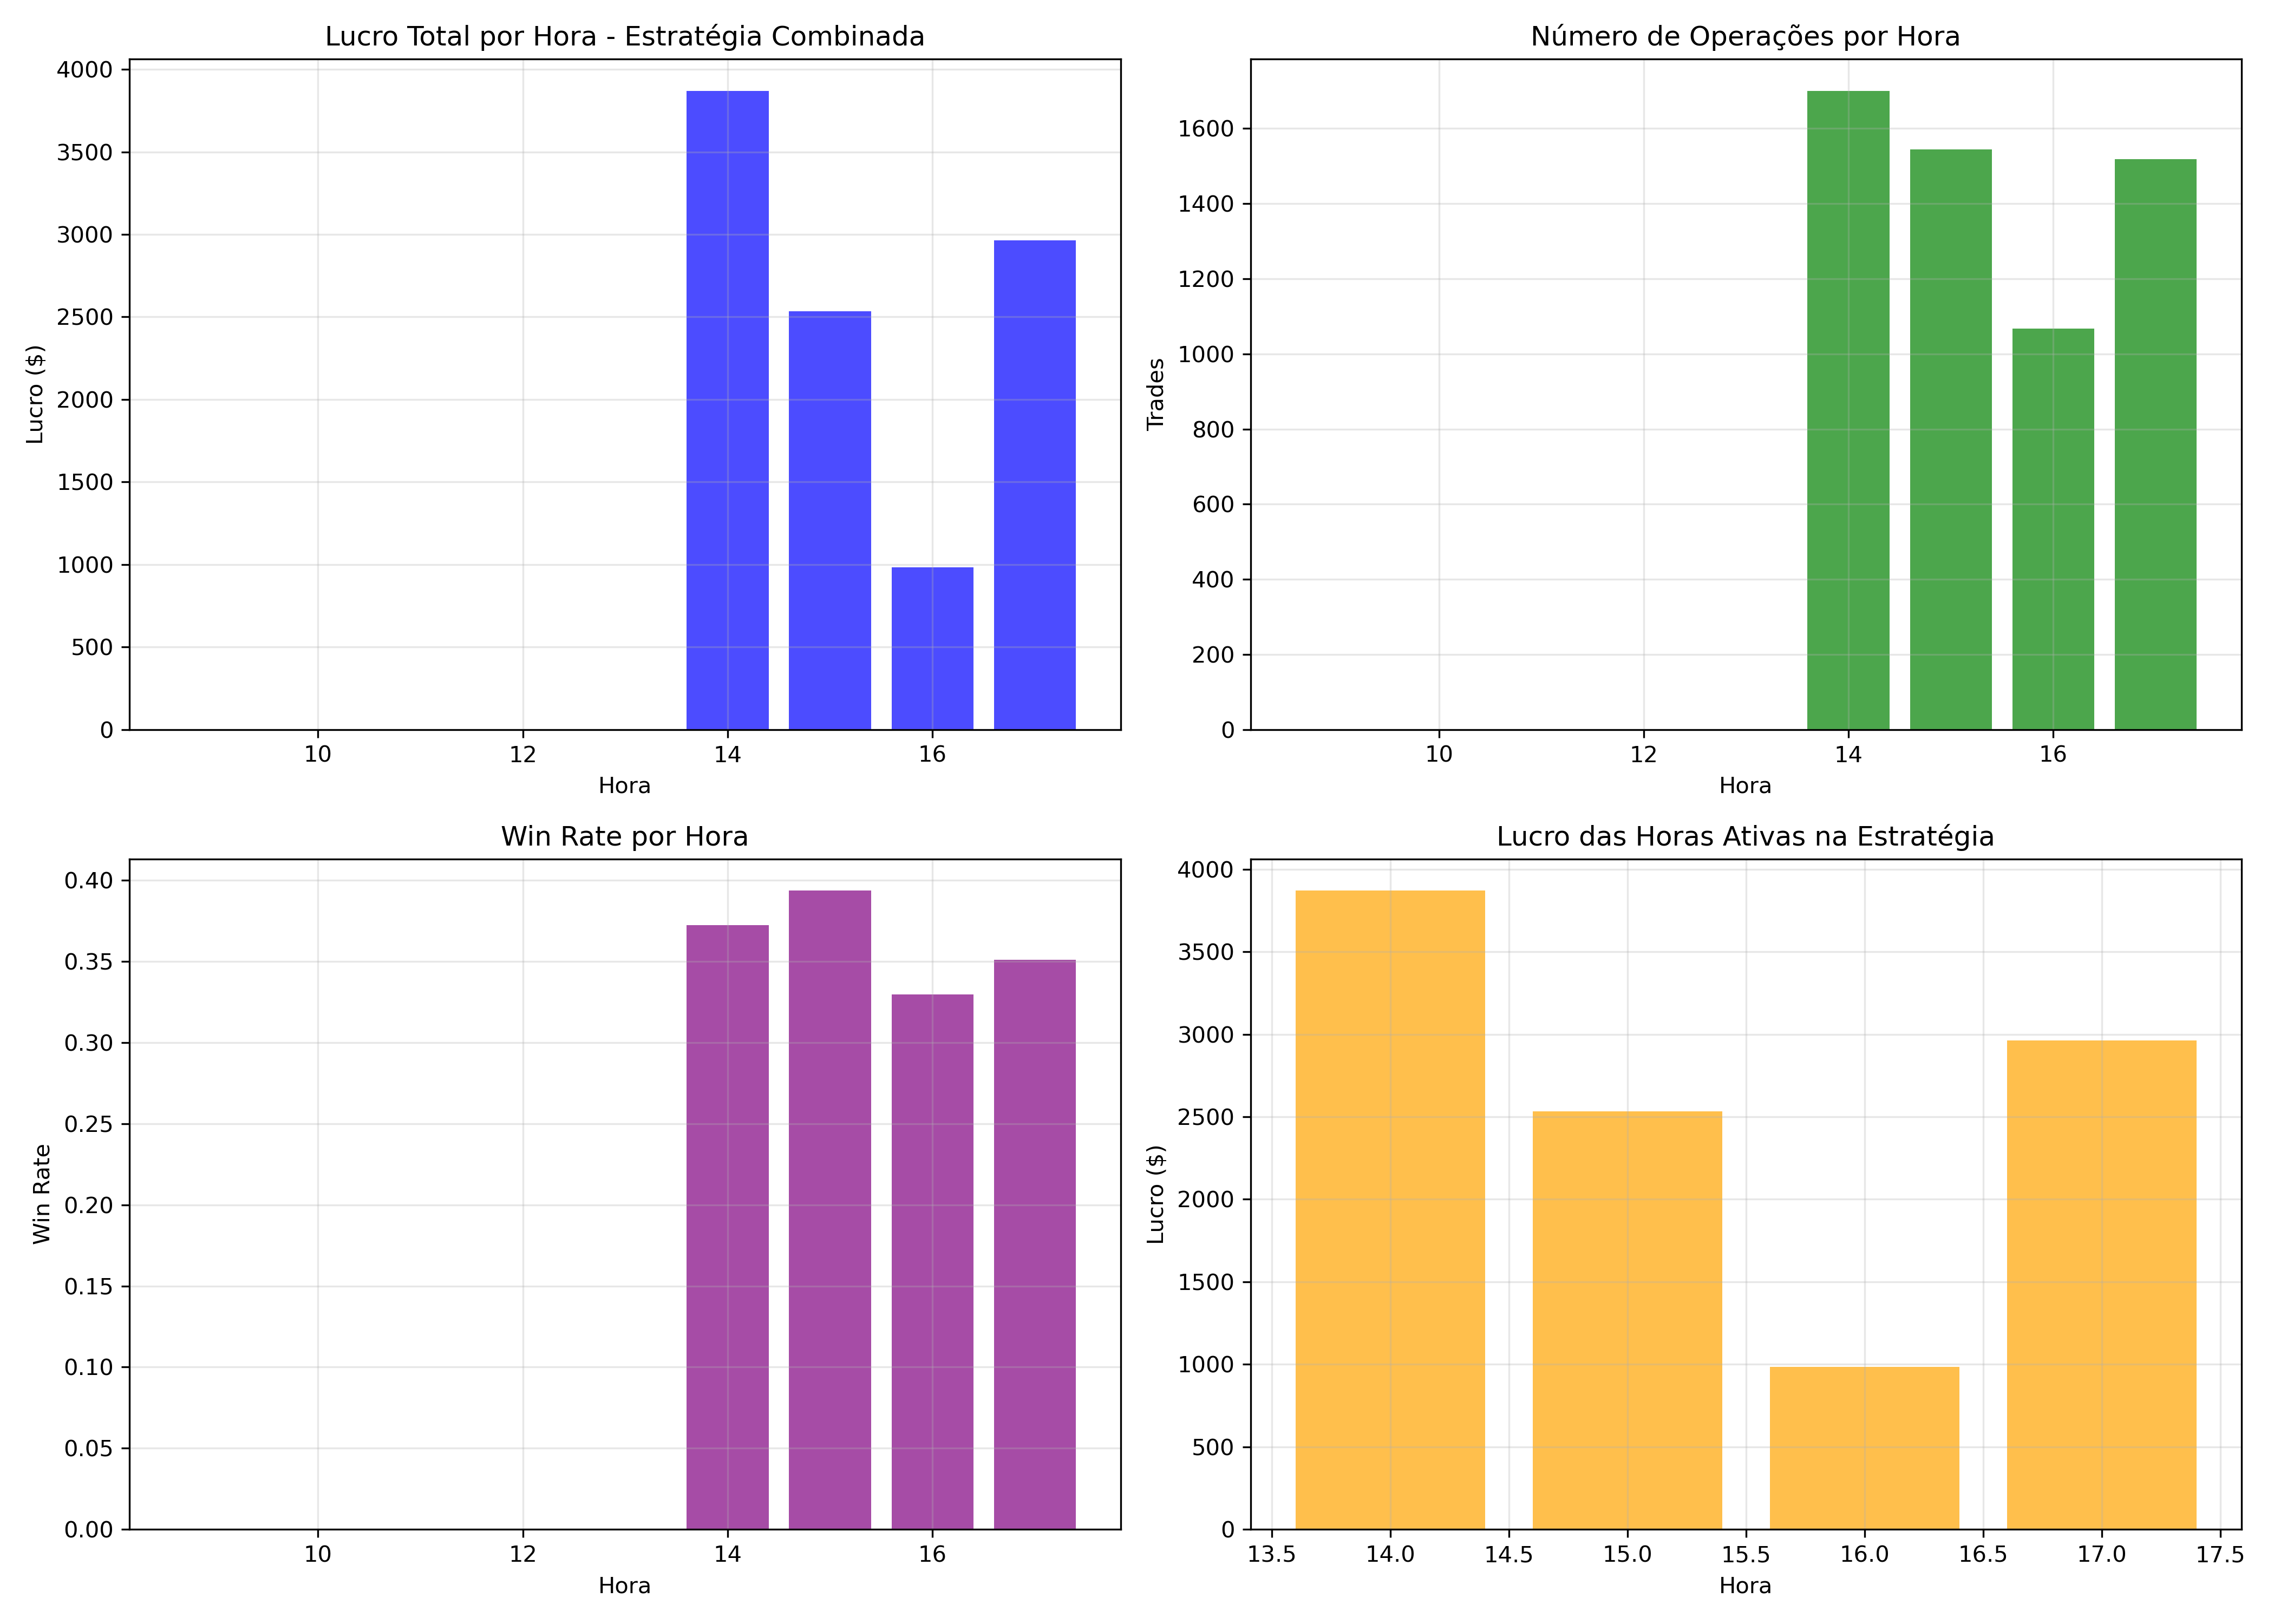 Lucro Total por Hora - Estratégia Combinada
4000
3500
3000
2500
2000
1500
1000
500
0
Lucro ($)
10 12 14 16
Hora
Número de Operações por Hora
1600
1400
1200
1000
800
600
400
200
0
Trades
10 12 14 16
Hora
Win Rate por Hora
0.40
0.35
0.30
0.25
0.20
0.15
0.10
0.05
0.00
Win Rate
10 12 14 16
Hora
Lucro das Horas Ativas na Estratégia
4000
3500
3000
2500
2000
1500
1000
500
0
Lucro ($)
13.5 14.0 14.5 15.0 15.5 16.0 16.5 17.0 17.5
Hora